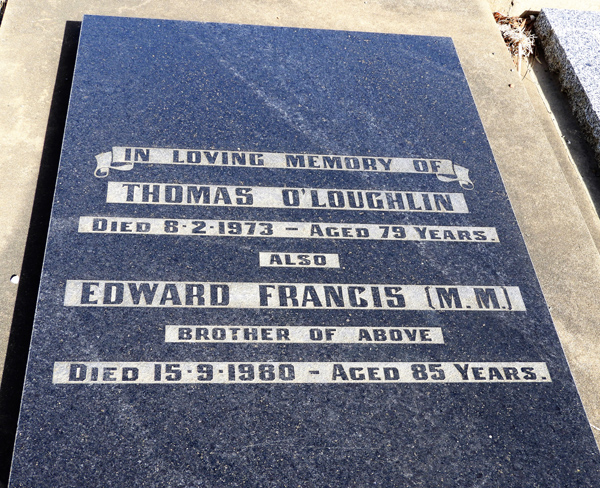 IN LOVING MEMORY OF
THOMAS O'LOUGHLIN
DIED 8·2·1973 – AGED 79 YEARS.
ALSO
EDWARD FRANCIS (M.M.)
BROTHER OF ABOVE
DIED 15·9·1980 – AGED 85 YEARS.